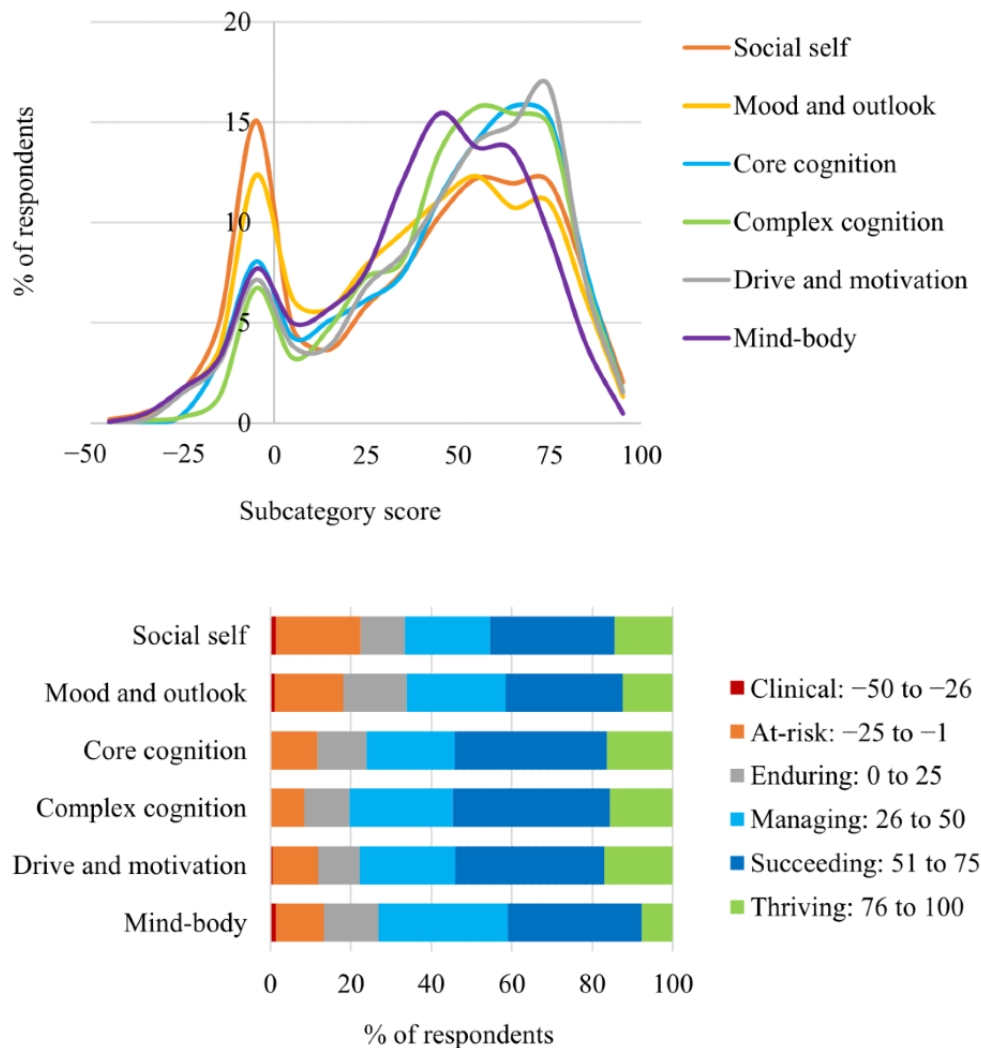 20
15
10
5
0
% of respondents
−50
−25
0
25
50
75
100
Subcategory score
Social self
Mood and outlook
Core cognition
Complex cognition
Drive and motivation
Mind-body
Social self
Mood and outlook
Core cognition
Complex cognition
Drive and motivation
Mind-body
0
20
40
60
80
100
% of respondents
Clinical: −50 to −26
At-risk: −25 to −1
Enduring: 0 to 25
Managing: 26 to 50
Succeeding: 51 to 75
Thriving: 76 to 100